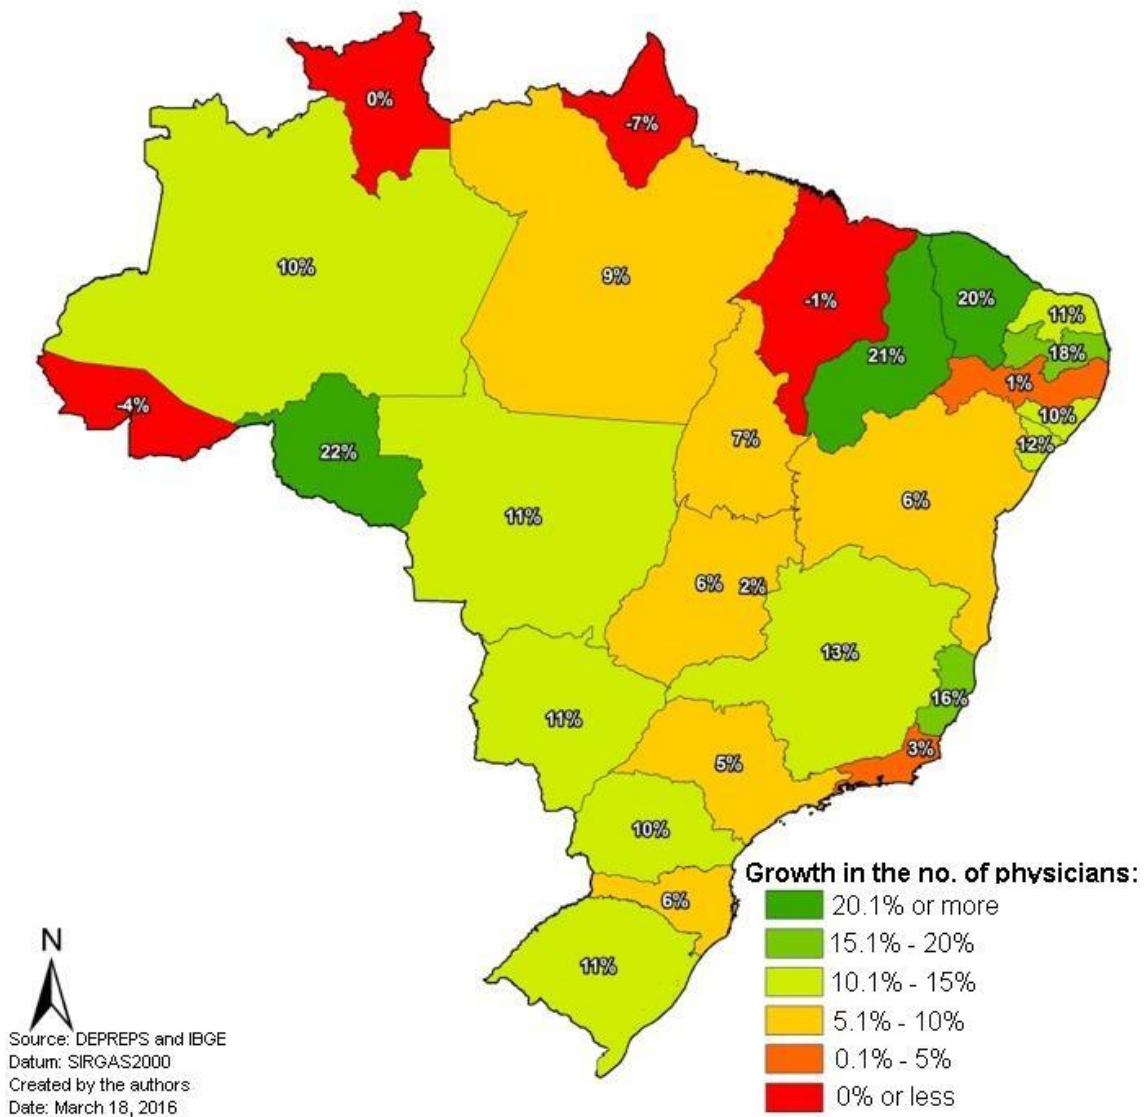 0%
-7%
10%
9%
-1%
20%
11%
21%
18%
1%
-4%
10%
7%
12%
22%
6%
11%
6%
2%
13%
16%
11%
3%
5%
10%
6%
11%
Growth in the no. of physicians:
20.1% or more
15.1% - 20%
10.1% - 15%
5.1% - 10%
0.1% - 5%
0% or less
N
Source: DEPREPS and IBGE
Datum: SIRGAS2000
Created by the authors
Date: March 18, 2016